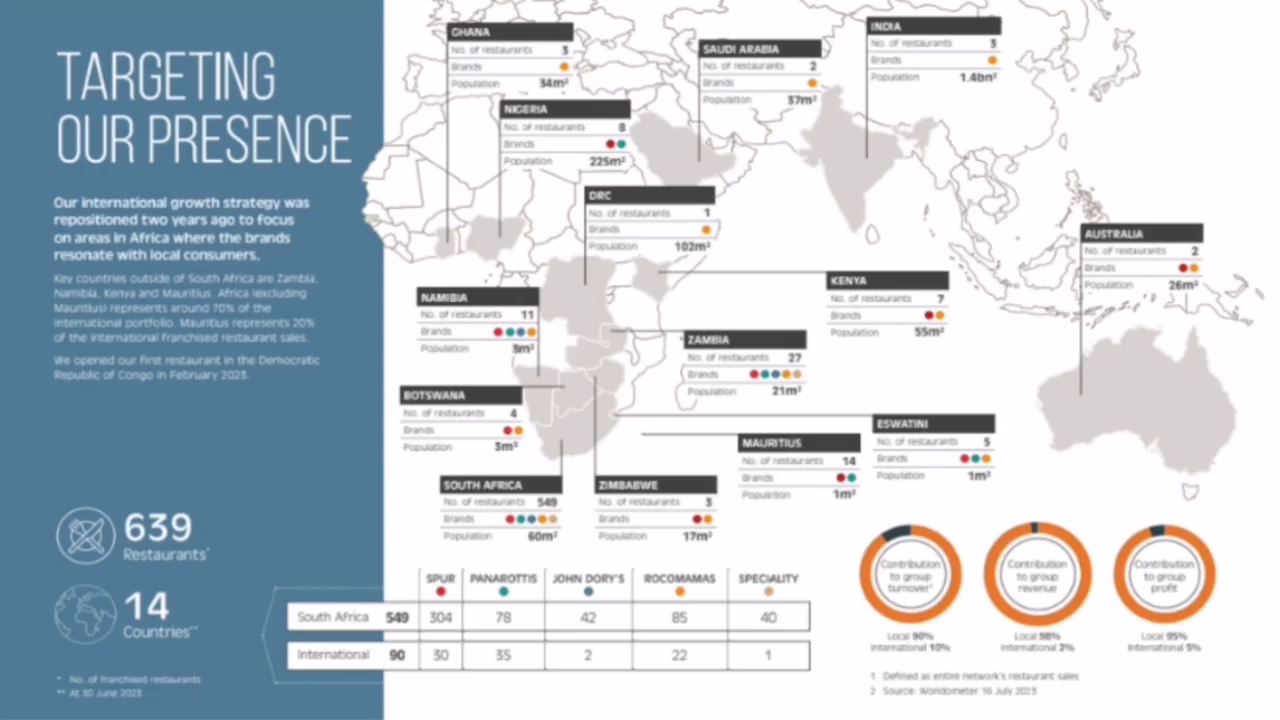 TARGETING
OUR PRESENCE
Our international growth strategy was
repositioned two years ago to focus
on areas in Africa where the brands
resonate with local consumers.
Key countries outside of South Africa are Zambia,
Namibia, Kenya and Mauritius. Africa (excluding
Mauritius) represents around 70% of the
international portfolio. Mauritius represents 20%
of the international franchised restaurant sales.
We opened our first restaurant in the Democratic
Republic of Congo in February 2023.
639
Restaurants*
14
Countries**
* No. of franchised restaurants
** At 30 June 2023
GHANA
No. of restaurants 3
Brands
Population 34m²
NIGERIA
No. of restaurants 8
Brands
Population 225m²
SAUDI ARABIA
No. of restaurants 2
Brands
Population 37m²
INDIA
No. of restaurants 3
Brands
Population 1.4bn²
DRC
No. of restaurants 1
Brands
Population 102m²
AUSTRALIA
No. of restaurants 2
Brands
Population 26m²
KENYA
No. of restaurants 7
Brands
Population 55m²
NAMIBIA
No. of restaurants 11
Brands
Population 3m²
ZAMBIA
No. of restaurants 27
Brands
Population 21m²
BOTSWANA
No. of restaurants 4
Brands
Population 3m²
ESWATINI
No. of restaurants 5
Brands
Population 1m²
MAURITIUS
No. of restaurants 14
Brands
Population 1m²
SOUTH AFRICA
No. of restaurants 549
Brands
Population 60m²
ZIMBABWE
No. of restaurants 3
Brands
Population 17m²
SPUR PANAROTTIS JOHN DORY'S ROCOMAMAS SPECIALITY
South Africa 549 304 78 42 85 40
International 90 30 35 2 22 1
Contribution
to group
turnover¹
Local 90%
International 10%
Contribution
to group
revenue
Local 98%
International 2%
Contribution
to group
profit
Local 95%
International 5%
1 Defined as entire network's restaurant sales
2 Source: Worldometer 16 July 2023